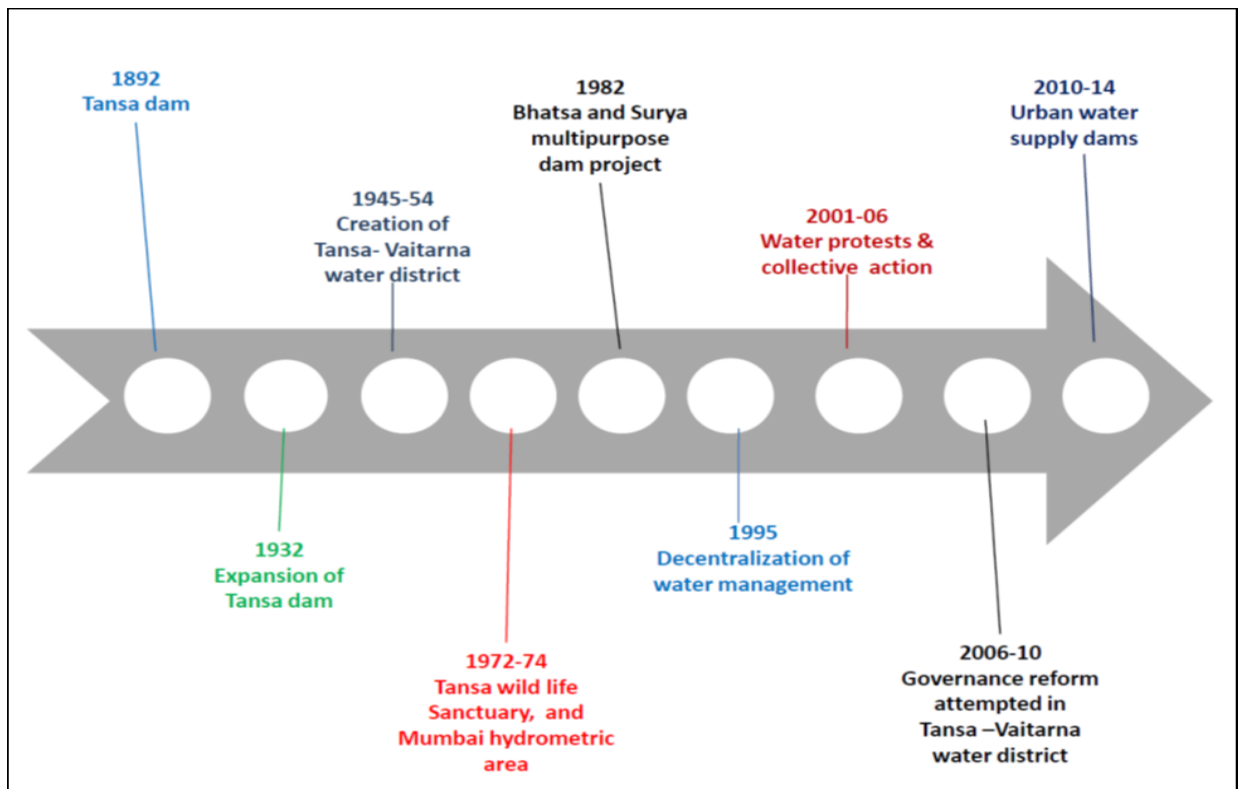 1892
Tansa dam
1932
Expansion of
Tansa dam
1945-54
Creation of
Tansa- Vaitarna
water district
1972-74
Tansa wild life
Sanctuary, and
Mumbai hydrometric
area
1982
Bhatsa and Surya
multipurpose
dam project
1995
Decentralization of
water management
2001-06
Water protests &
collective action
2006-10
Governance reform
attempted in
Tansa –Vaitarna
water district
2010-14
Urban water
supply dams